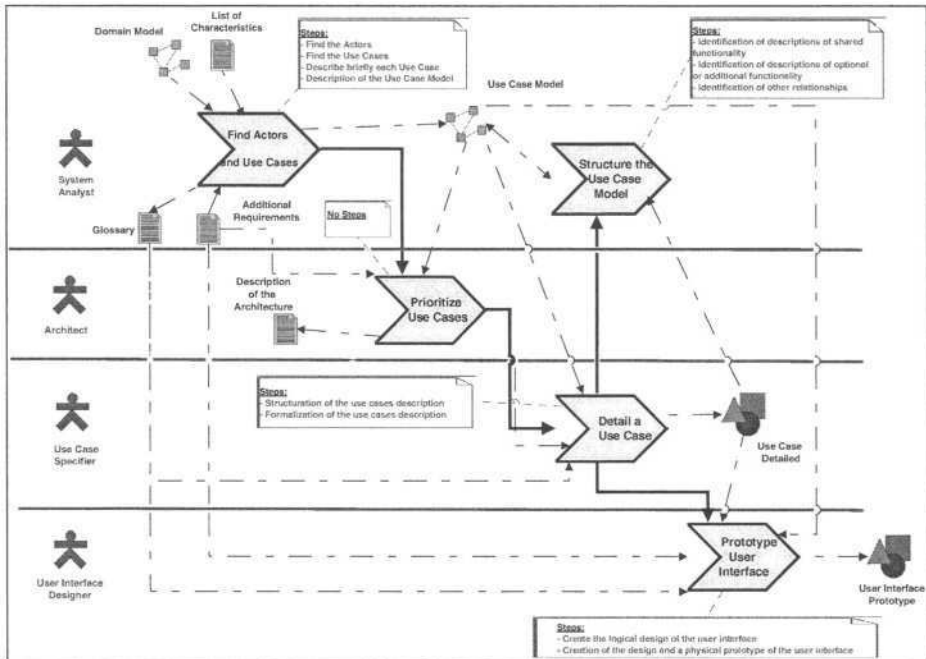 List of
Characteristics
Domain Model
Steps:
- Find the Actors
- Find the Use Cases
- Describe briefly each Use Case
- Description of the Use Case Model
Steps:
- Identification of descriptions of shared
functionality
- Identification of descriptions of optional
or additional functionality
- Identification of other relationships
Use Case Model
Find Actors
and Use Cases
Structure the
Use Case
Model
System
Analyst
Glossary
Additional
Requirements
No Steps
Description
of the
Architecture
Prioritize
Use Cases
Architect
Steps:
- Structuration of the use cases description
- Formalization of the use cases description
Detail a
Use Case
Use Case
Specifier
Use Case
Detailed
Prototype
User
Interface
User Interface
Designer
User Interface
Prototype
Steps:
- Create the logical design of the user interface
- Creation of the design and a physical prototype of the user interface